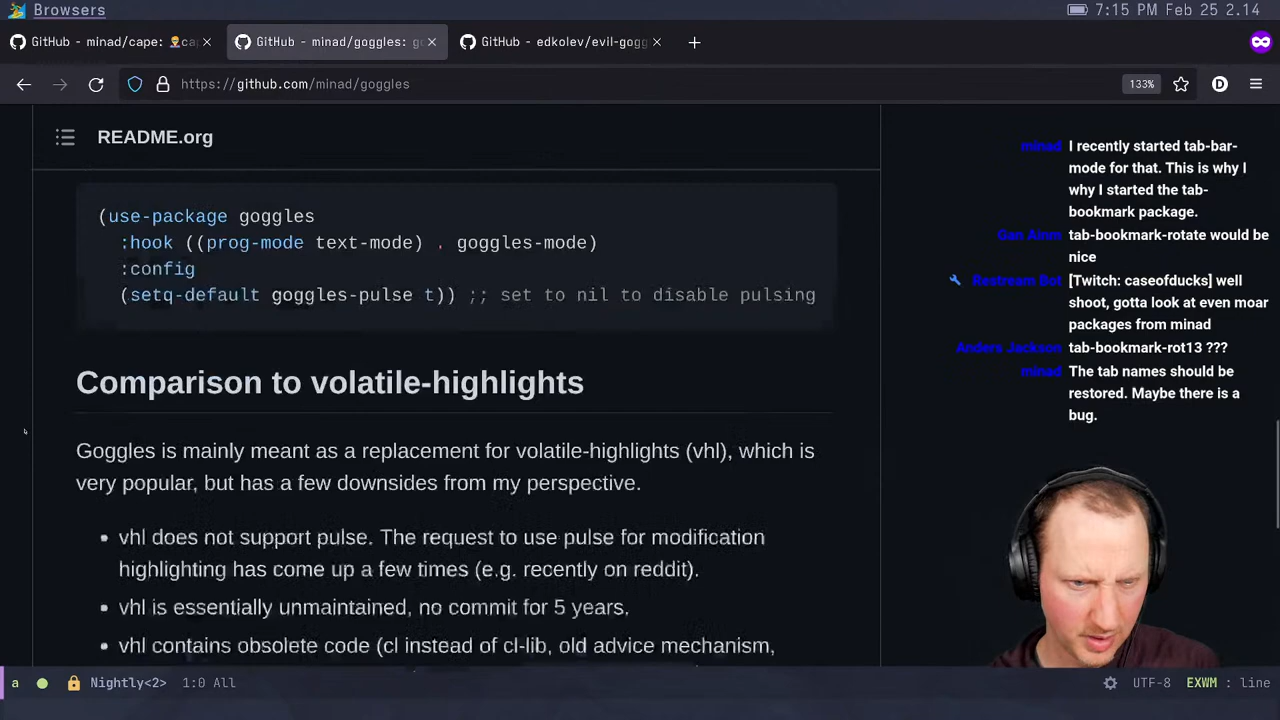 Browsers
7:15 PM Feb 25 2.14
GitHub - minad/cape:
GitHub - minad/goggles:
GitHub - edkolev/evil-gogg
https://github.com/minad/goggles
133%
D
README.org
(use-package goggles
:hook ((prog-mode text-mode) . goggles-mode)
:config
(setq-default goggles-pulse t)) ;; set to nil to disable pulsing
Comparison to volatile-highlights
Goggles is mainly meant as a replacement for volatile-highlights (vhl), which is
very popular, but has a few downsides from my perspective.
vhl does not support pulse. The request to use pulse for modification
highlighting has come up a few times (e.g. recently on reddit).
vhl is essentially unmaintained, no commit for 5 years.
vhl contains obsolete code (cl instead of cl-lib, old advice mechanism,
minad I recently started tab-bar-
mode for that. This is why I
why I started the tab-
bookmark package.
Gan Ainm tab-bookmark-rotate would be
nice
Restream Bot [Twitch: caseofducks] well
shoot, gotta look at even moar
packages from minad
Anders Jackson tab-bookmark-rot13 ???
minad The tab names should be
restored. Maybe there is a
bug.
a Nightly<2> 1:0 All
UTF-8 EXWM : line